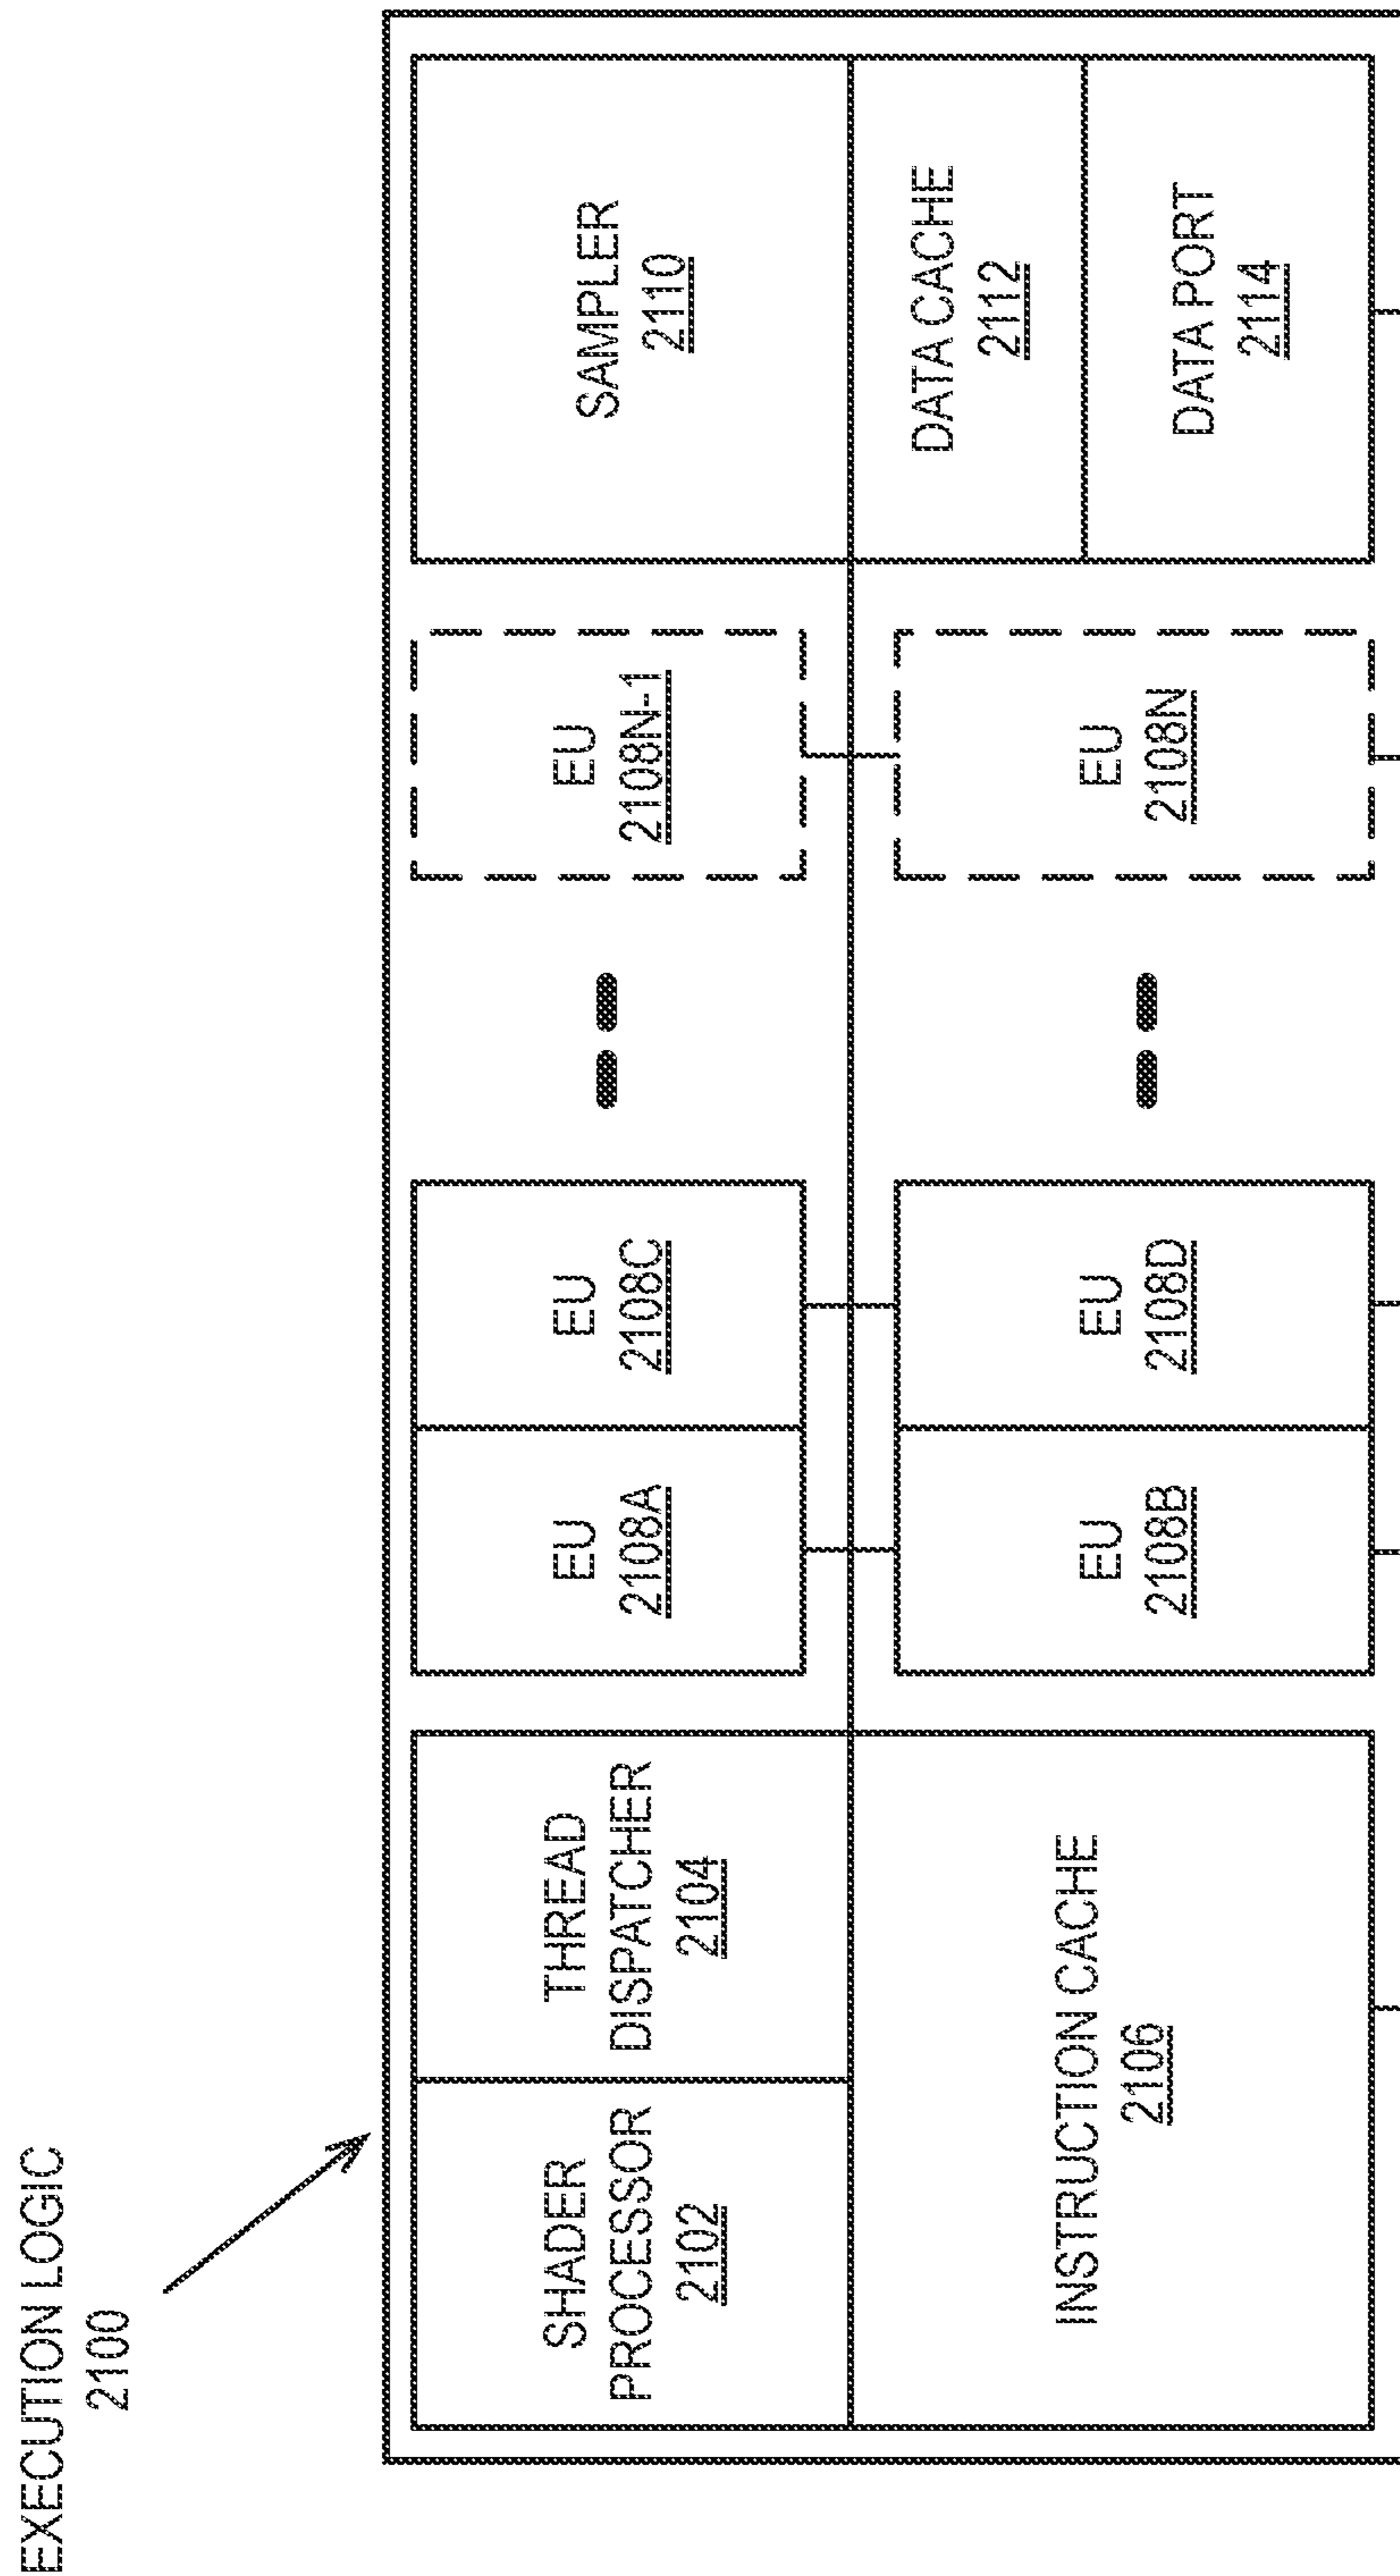 EXECUTION LOGIC
2100
SHADER
PROCESSOR
2102
THREAD
DISPATCHER
2104
EU
2108A
EU
2108C
EU
2108N-1
SAMPLER
2110
INSTRUCTION CACHE
2106
EU
2108B
EU
2108D
EU
2108N
DATA CACHE
2112
DATA PORT
2114